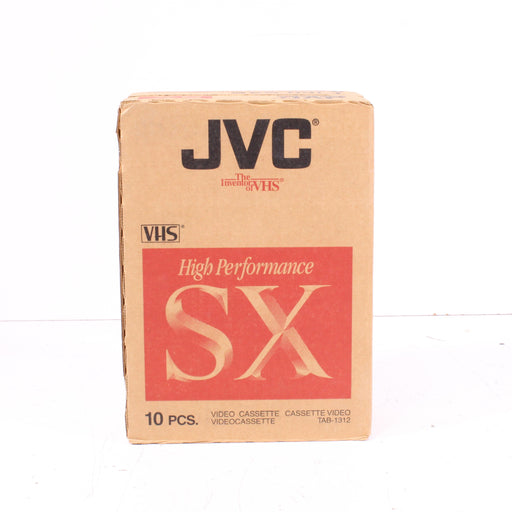 JVC®
The
Inventor of VHS®
VHS®
High Performance
SX
10 PCS.
VIDEO CASSETTE CASSETTE VIDEO
VIDEOCASSETTE TAB-1312